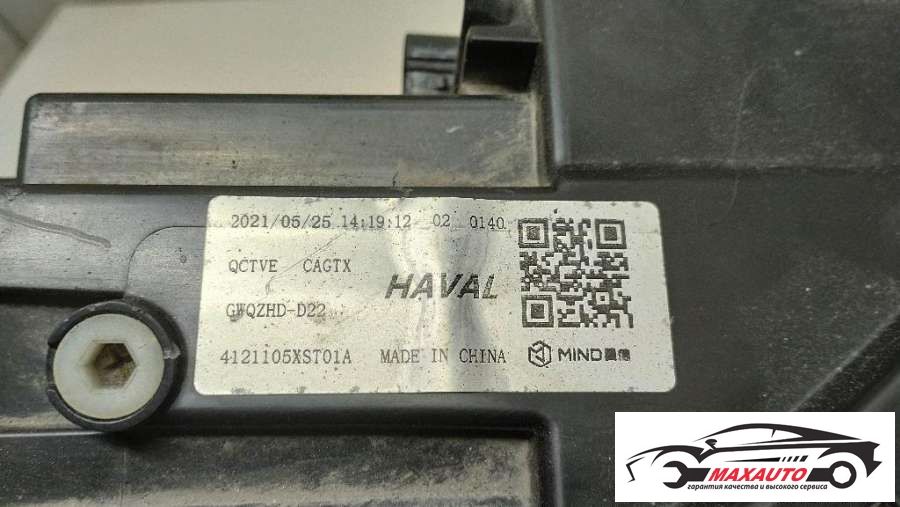 2021/05/25 14:19:12 02 0140
QCTVE CAGTX
HAVAL
GWQZHD-D22
4121105XST01A MADE IN CHINA MIND
MAXAUTO
гарантия качества и высокого сервиса